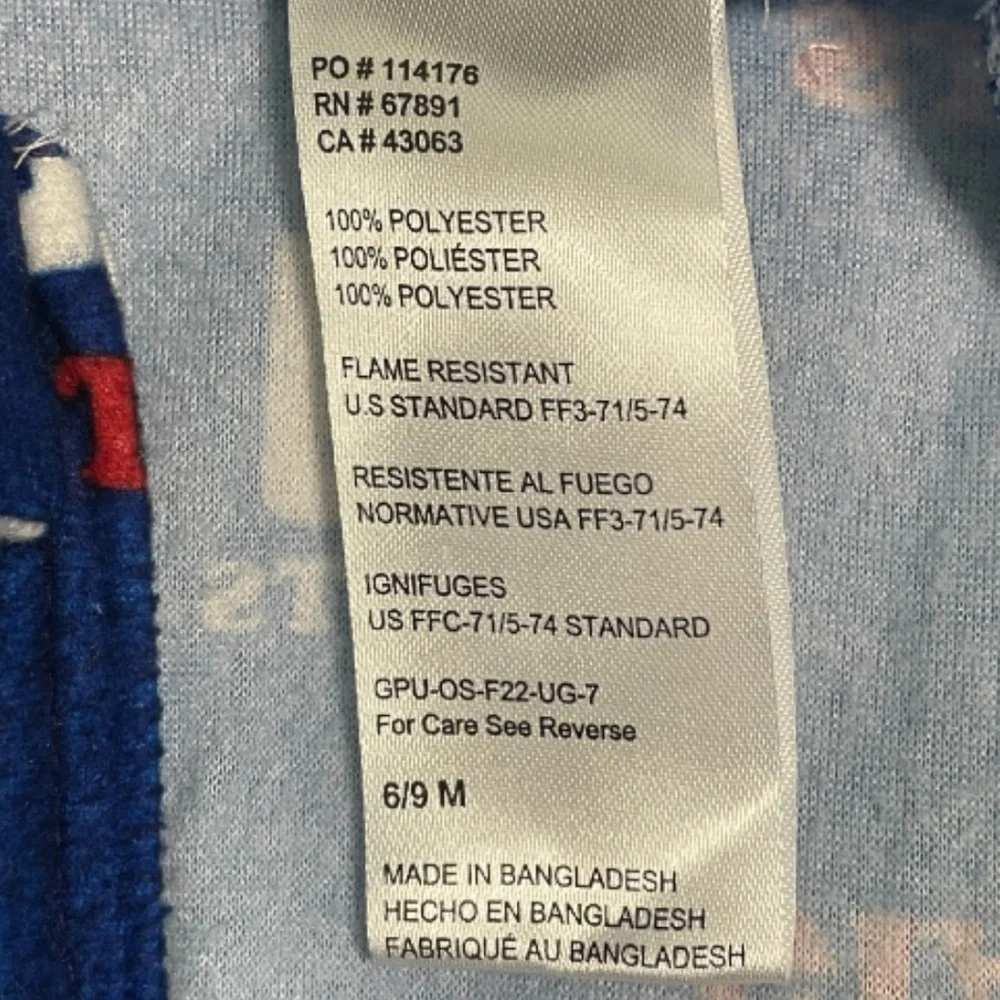 PO # 114176
RN # 67891
CA # 43063
100% POLYESTER
100% POLIÉSTER
100% POLYESTER
FLAME RESISTANT
U.S STANDARD FF3-71/5-74
RESISTENTE AL FUEGO
NORMATIVE USA FF3-71/5-74
IGNIFUGES
US FFC-71/5-74 STANDARD
GPU-OS-F22-UG-7
For Care See Reverse
6/9 M
MADE IN BANGLADESH
HECHO EN BANGLADESH
FABRIQUÉ AU BANGLADESH